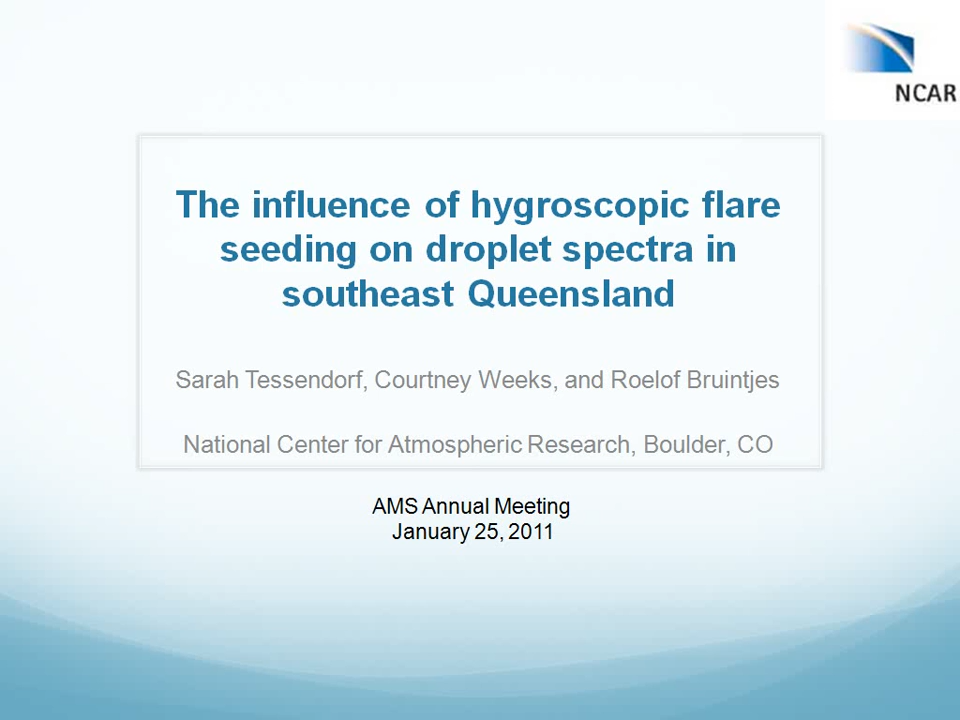 NCAR
The influence of hygroscopic flare
seeding on droplet spectra in
southeast Queensland
Sarah Tessendorf, Courtney Weeks, and Roelof Bruintjes
National Center for Atmospheric Research, Boulder, CO
AMS Annual Meeting
January 25, 2011